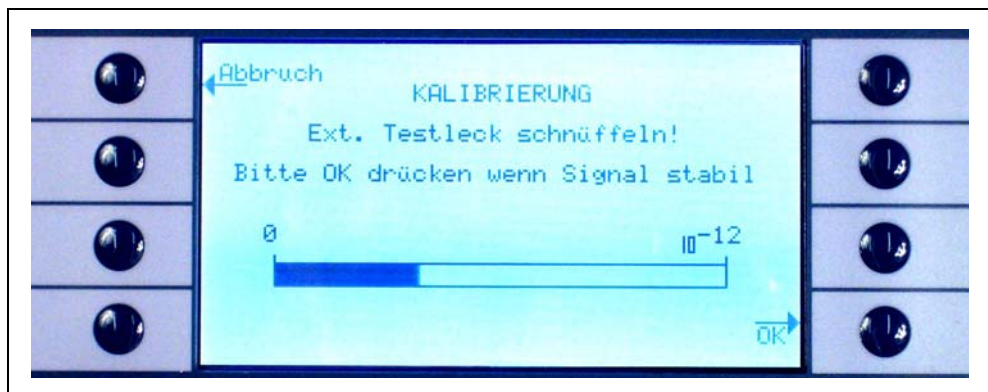 Abbruch
KALIBRIERUNG
Ext. Testleck schnüffeln!
Bitte OK drücken wenn Signal stabil
0 10-12
OK